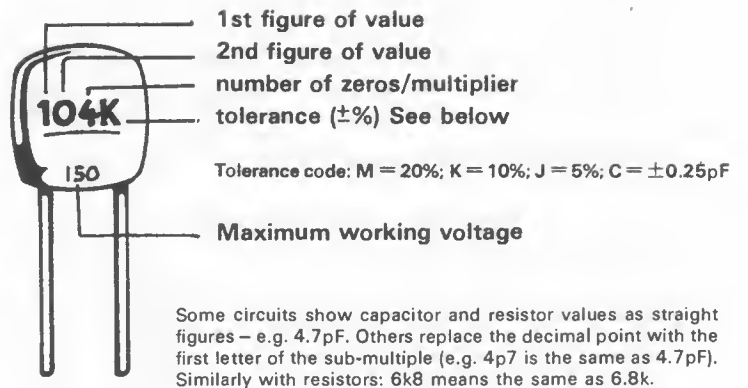 1st figure of value
2nd figure of value
number of zeros/multiplier
104K
tolerance (±%) See below
150
Tolerance code: M = 20%; K = 10%; J = 5%; C = ±0.25pF
Maximum working voltage
Some circuits show capacitor and resistor values as straight
figures – e.g. 4.7pF. Others replace the decimal point with the
first letter of the sub-multiple (e.g. 4p7 is the same as 4.7pF).
Similarly with resistors: 6k8 means the same as 6.8k.